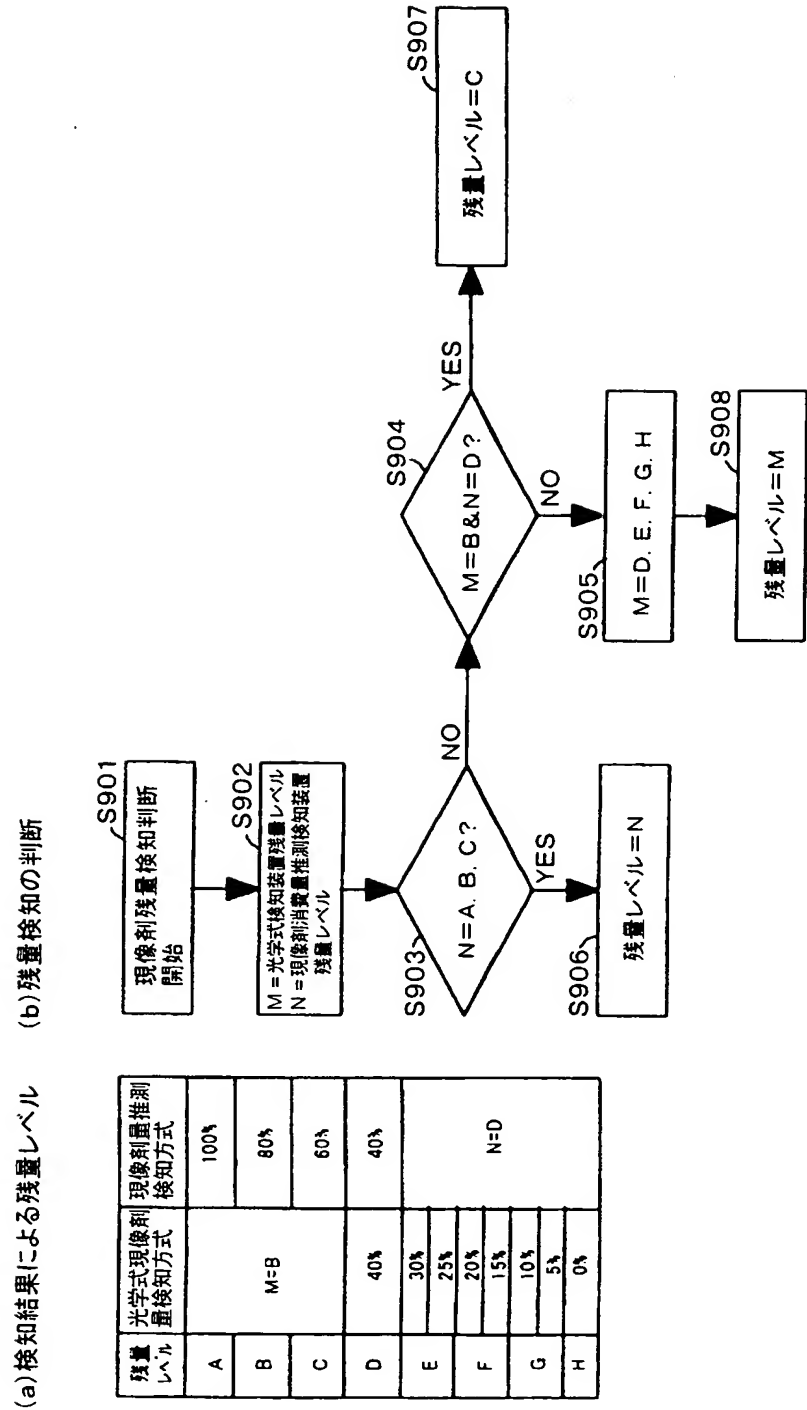 (a)検知結果による残量レベル
残量
レベル
光学式現像剤
量検知方式
現像剤量推測
検知方式
A
M=B
100%
B
80%
C
60%
D
40%
40%
E
30%
25%
N=D
F
20%
15%
G
10%
5%
H
0%
(b)残量検知の判断
S901
現像剤残量検知判断
開始
S902
M=光学式検知装置残量レベル
N=現像剤消費量推測検知装置
残量レベル
S903
N=A. B. C?
NO
YES
S906
残量レベル=N
S904
M=B&N=D?
YES
NO
S907
残量レベル=C
S905
M=D. E. F. G. H
S908
残量レベル=M